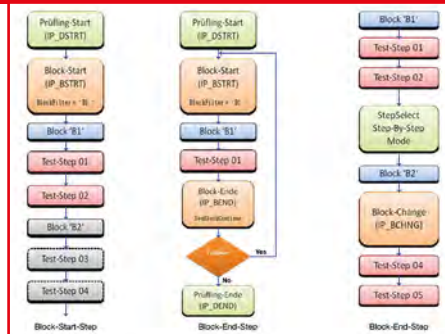 Prüfling-Start
(IP_DSTRT)
Block-Start
(IP_BSTRT)
Block 'B1'
Test-Step 01
Test-Step 02
Block 'B2'
Test-Step 03
Test-Step 04
Block-Start-Step
Prüfling-Start
(IP_DSTRT)
Block-Start
(IP_BSTRT)
Block 'B1'
Test-Step 01
Block-Ende
(IP_BEND)
Yes
No
Prüfling-Ende
(IP_DEND)
Block-End-Step
Block 'B1'
Test-Step 01
Test-Step 02
StepSelect
Step-By-Step
Mode
Block 'B2'
Block-Change
(IP_BCHNG)
Test-Step 04
Test-Step 05
Block-End-Step